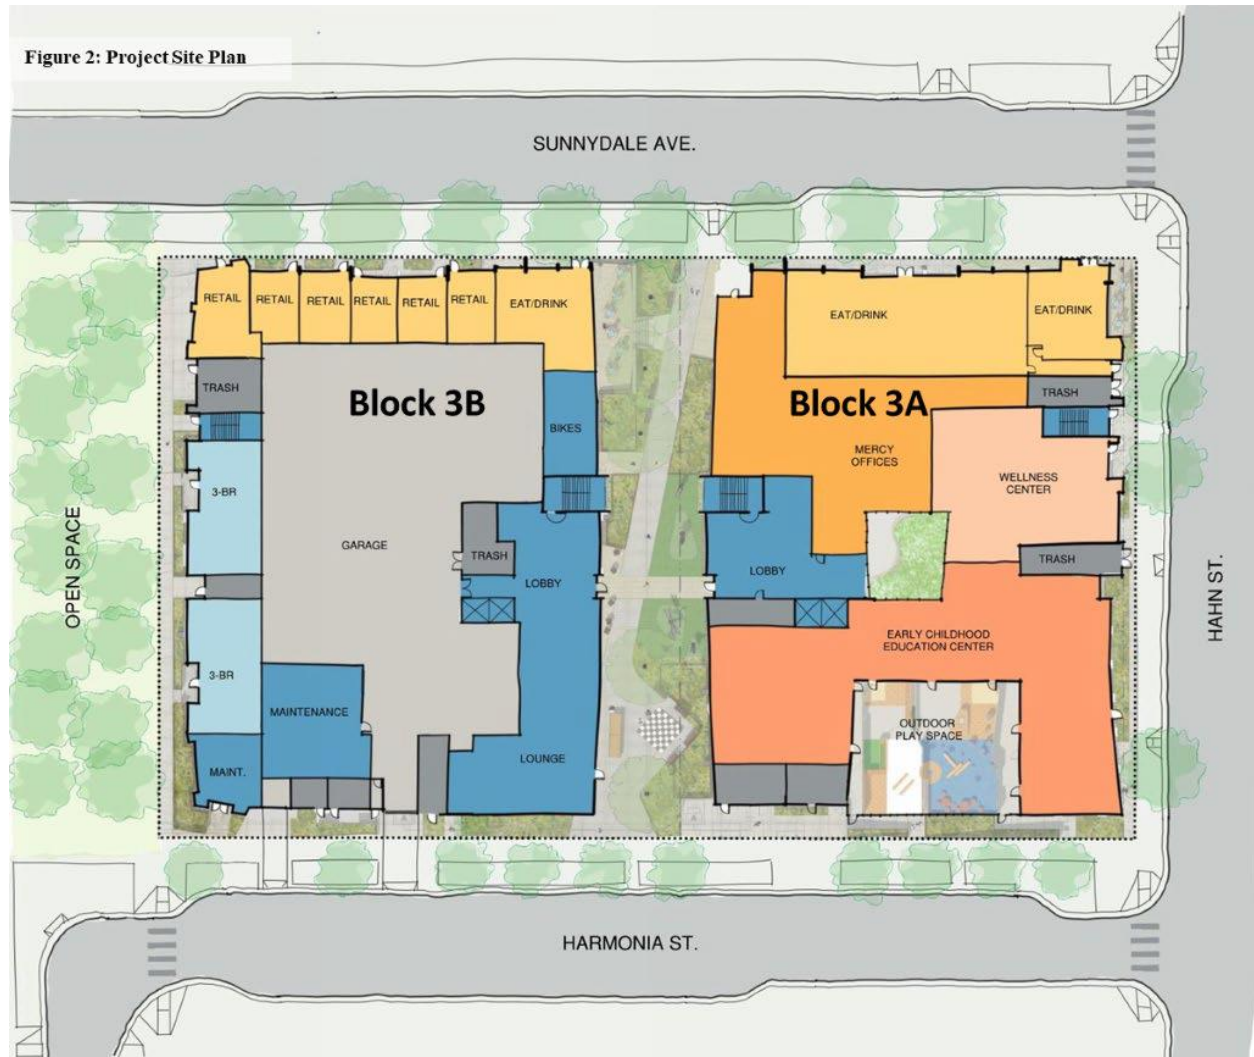 Figure 2: Project Site Plan
SUNNYDALE AVE.
RETAIL
RETAIL
RETAIL
RETAIL
RETAIL
RETAIL
EAT/DRINK
EAT/DRINK
EAT/DRINK
TRASH
Block 3B
BIKES
Block 3A
TRASH
MERCY
OFFICES
WELLNESS
CENTER
3-BR
GARAGE
TRASH
LOBBY
LOBBY
TRASH
OPEN SPACE
HAHN ST.
EARLY CHILDHOOD
EDUCATION CENTER
3-BR
MAINTENANCE
MAINT.
LOUNGE
OUTDOOR
PLAY SPACE
HARMONIA ST.